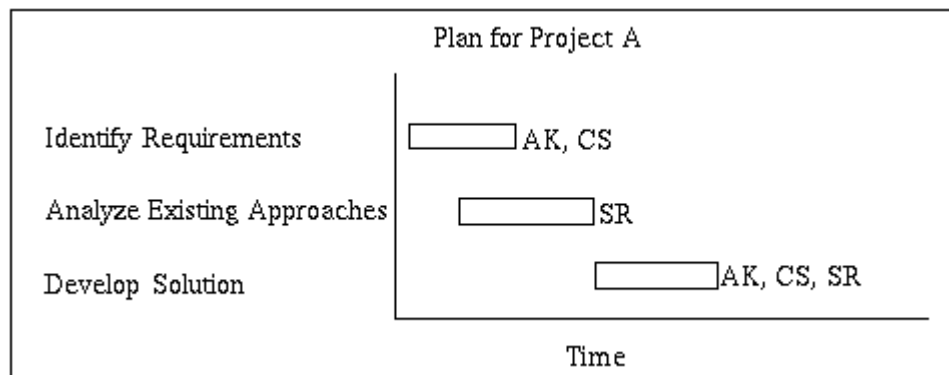 Plan for Project A
Identify Requirements AK, CS
Analyze Existing Approaches SR
Develop Solution AK, CS, SR
Time